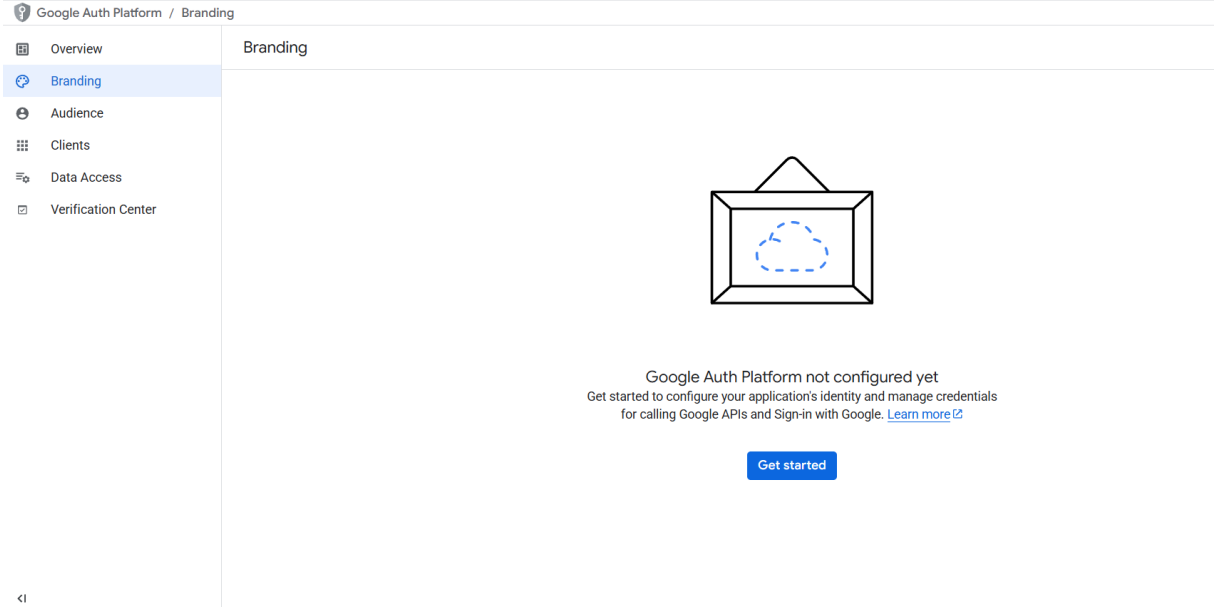 Google Auth Platform / Branding
Overview
Branding
Audience
Clients
Data Access
Verification Center
Branding
Google Auth Platform not configured yet
Get started to configure your application's identity and manage credentials
for calling Google APIs and Sign-in with Google. Learn more
Get started